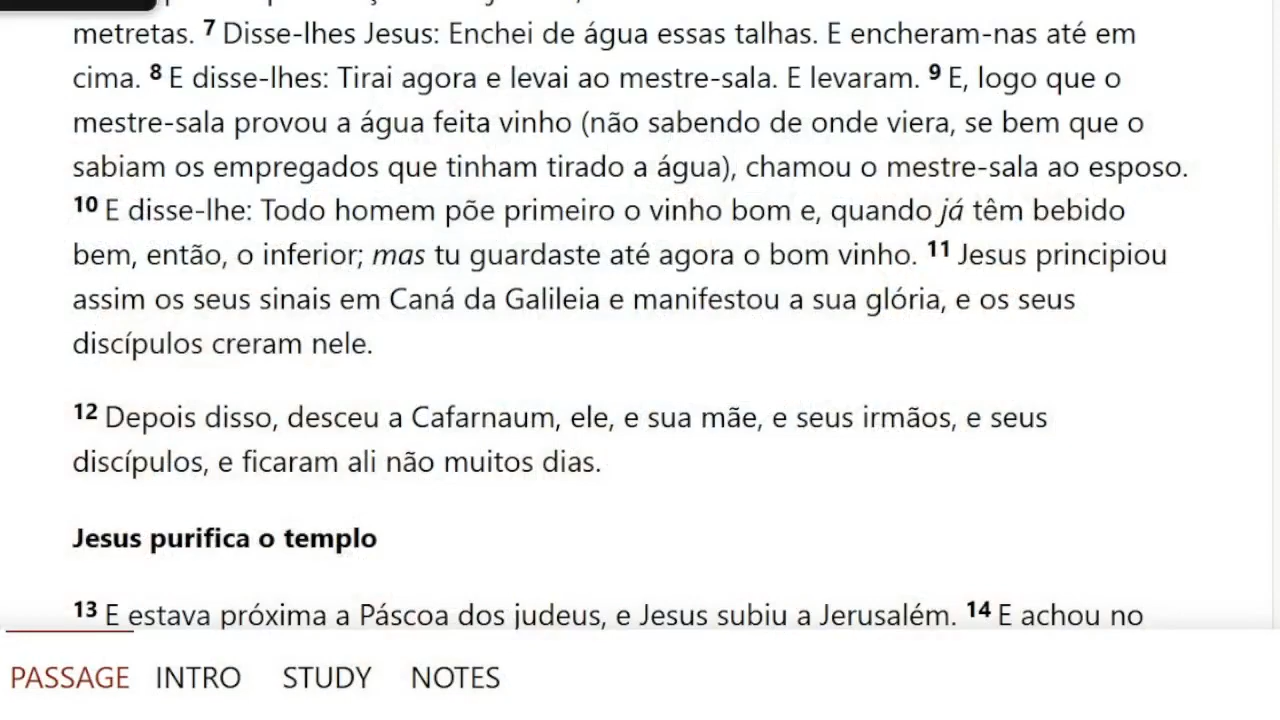 metretas. 7 Disse-lhes Jesus: Enchei de água essas talhas. E encheram-nas até em
cima. 8 E disse-lhes: Tirai agora e levai ao mestre-sala. E levaram. 9 E, logo que o
mestre-sala provou a água feita vinho (não sabendo de onde viera, se bem que o
sabiam os empregados que tinham tirado a água), chamou o mestre-sala ao esposo.
10 E disse-lhe: Todo homem põe primeiro o vinho bom e, quando já têm bebido
bem, então, o inferior; mas tu guardaste até agora o bom vinho. 11 Jesus principiou
assim os seus sinais em Caná da Galileia e manifestou a sua glória, e os seus
discípulos creram nele.
12 Depois disso, desceu a Cafarnaum, ele, e sua mãe, e seus irmãos, e seus
discípulos, e ficaram ali não muitos dias.
Jesus purifica o templo
13 E estava próxima a Páscoa dos judeus, e Jesus subiu a Jerusalém. 14 E achou no
PASSAGE INTRO STUDY NOTES